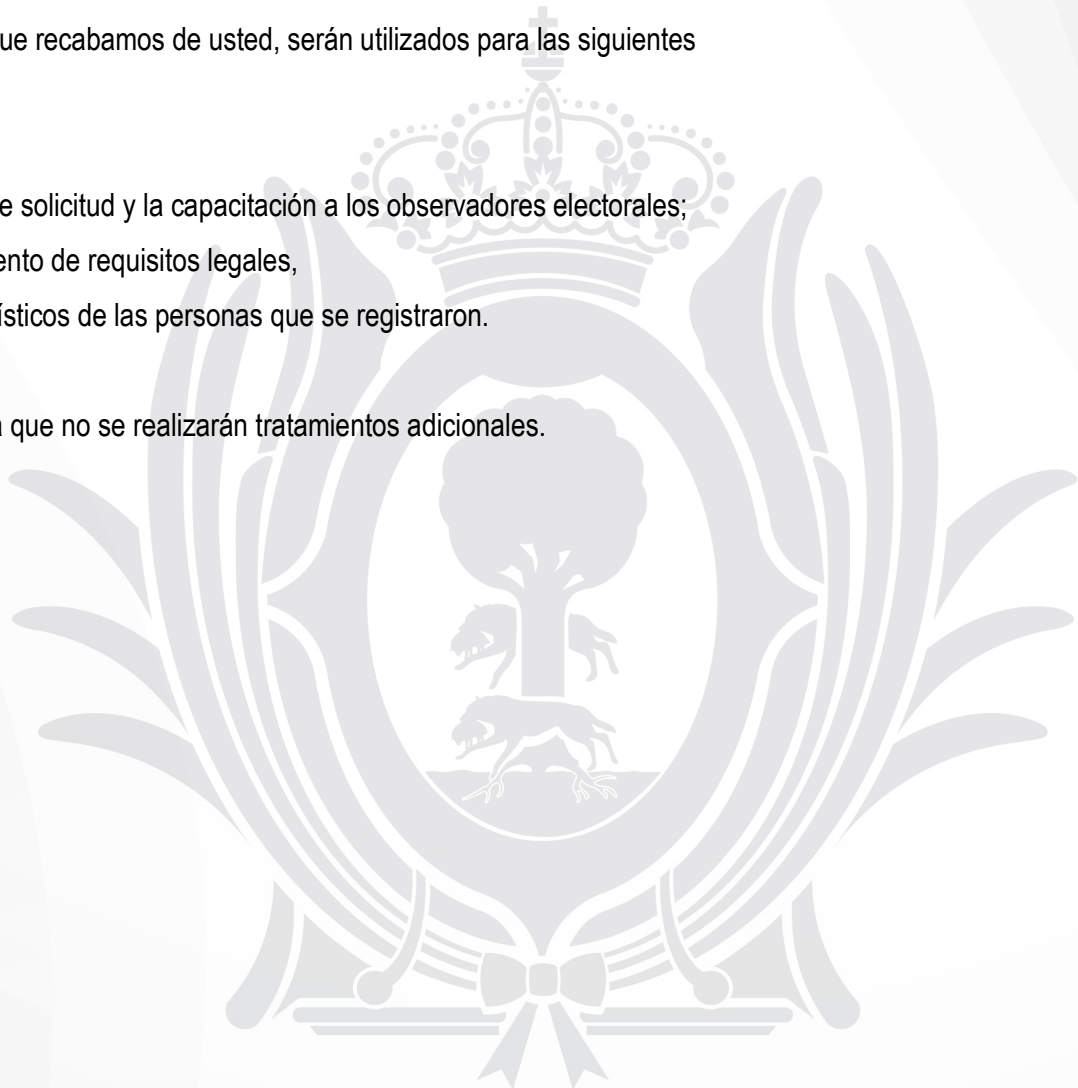 ue recabamos de usted, serán utilizados para las siguientes
e solicitud y la capacitación a los observadores electorales;
ento de requisitos legales,
ísticos de las personas que se registraron.
que no se realizarán tratamientos adicionales.